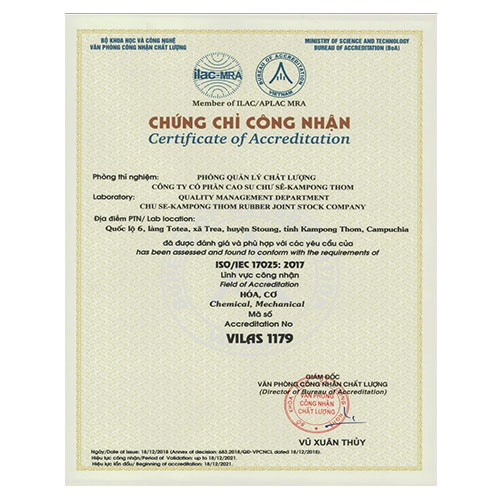 BỘ KHOA HỌC VÀ CÔNG NGHỆ
VĂN PHÒNG CÔNG NHẬN CHẤT LƯỢNG
MINISTRY OF SCIENCE AND TECHNOLOGY
BUREAU OF ACCREDITATION (BoA)
ilac-MRA
BUREAU OF ACCREDITATION
VIETNAM
Member of ILAC/APLAC MRA
CHỨNG CHỈ CÔNG NHẬN
Certificate of Accreditation
Phòng thí nghiệm: PHÒNG QUẢN LÝ CHẤT LƯỢNG
CÔNG TY CỔ PHẦN CAO SU CHƯ SÊ-KAMPONG THOM
Laboratory: QUALITY MANAGEMENT DEPARTMENT
CHU SE-KAMPONG THOM RUBBER JOINT STOCK COMPANY
Địa điểm PTN/ Lab location:
Quốc lộ 6, làng Totea, xã Trea, huyện Stoung, tỉnh Kampong Thom, Campuchia
đã được đánh giá và phù hợp với các yêu cầu của
has been assessed and found to conform with the requirements of
ISO/IEC 17025: 2017
Lĩnh vực công nhận
Field of Accreditation
HÓA, CƠ
Chemical, Mechanical
Mã số
Accreditation No
VILAS 1179
GIÁM ĐỐC
VĂN PHÒNG CÔNG NHẬN CHẤT LƯỢNG
(Director of Bureau of Accreditation)
VĂN PHÒNG
CÔNG NHẬN
CHẤT LƯỢNG
VŨ XUÂN THỦY
Ngày/Date of issue: 18/12/2018 (Annex of decision: 683.2018/QĐ-VPCNCL dated 18/12/2018).
Hiệu lực công nhận/Period of Validation: up to 18/12/2021.
Hiệu lực lần đầu/ Beginning of accreditation: 18/12/2021.